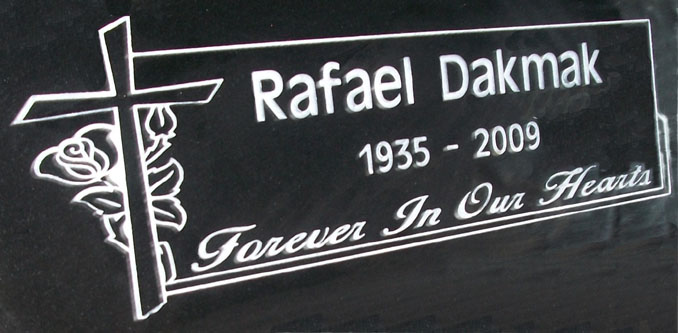 Rafael Dakmak
1935 - 2009
Forever In Our Hearts